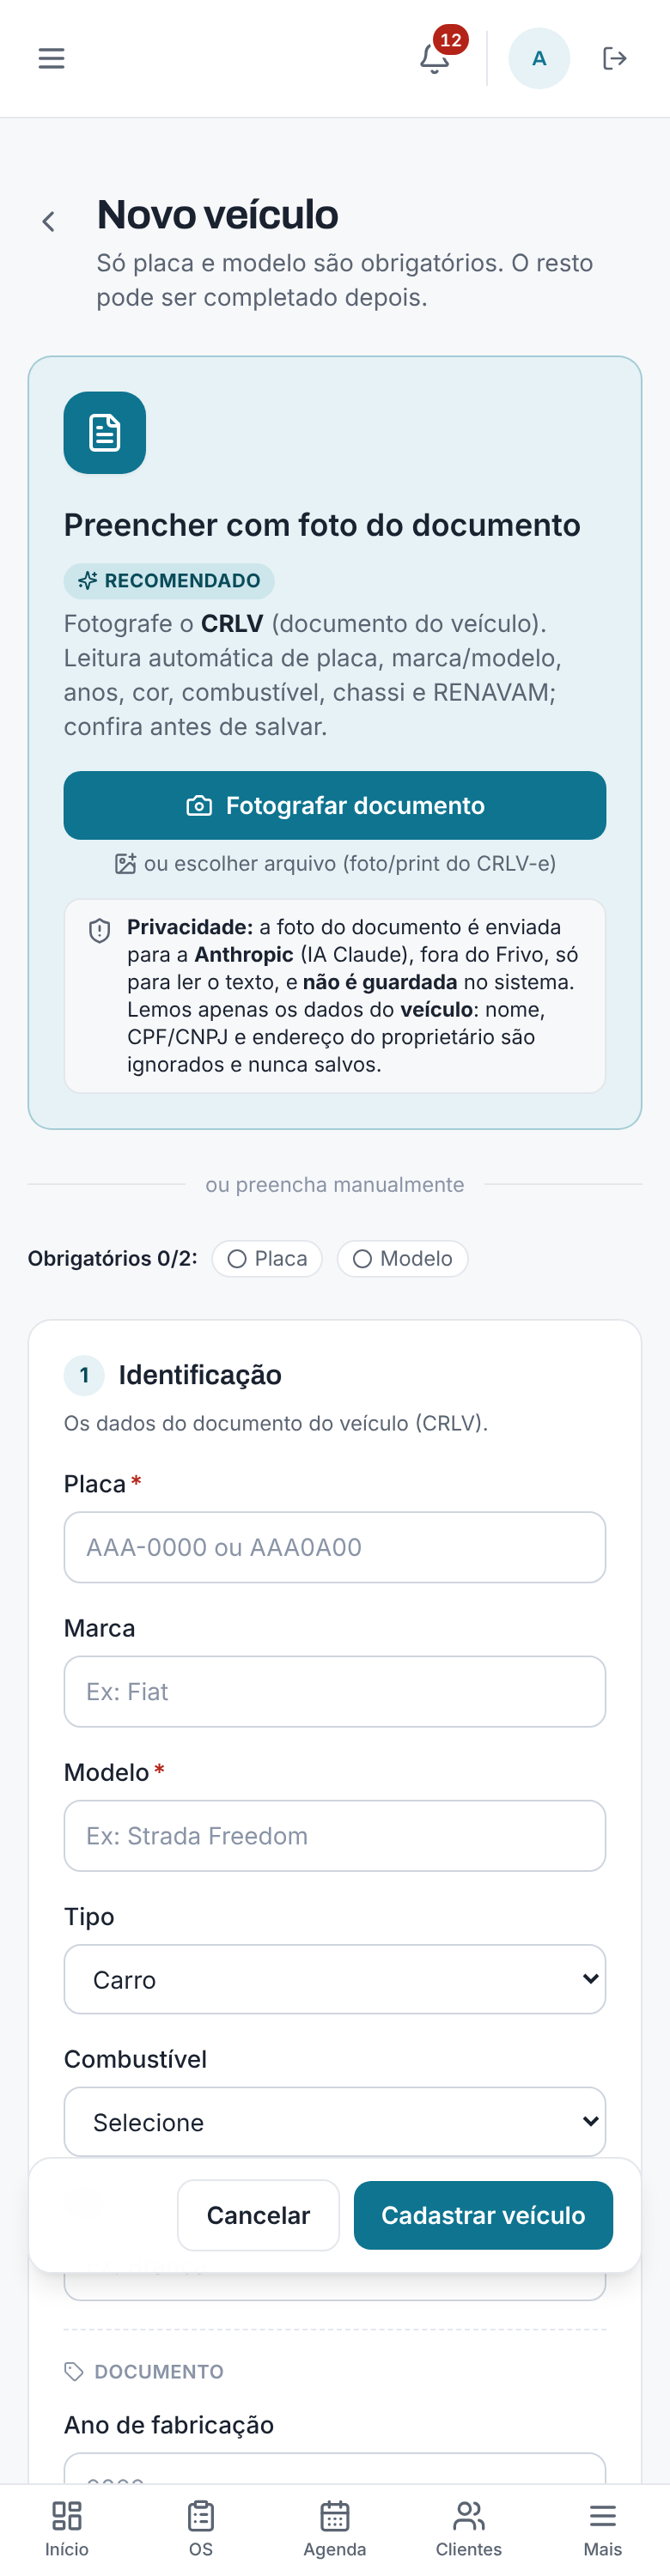 12
A
Novo veículo
Só placa e modelo são obrigatórios. O resto
pode ser completado depois.
Preencher com foto do documento
RECOMENDADO
Fotografe o CRLV (documento do veículo).
Leitura automática de placa, marca/modelo,
anos, cor, combustível, chassi e RENAVAM;
confira antes de salvar.
Fotografar documento
ou escolher arquivo (foto/print do CRLV-e)
Privacidade: a foto do documento é enviada
para a Anthropic (IA Claude), fora do Frivo, só
para ler o texto, e não é guardada no sistema.
Lemos apenas os dados do veículo: nome,
CPF/CNPJ e endereço do proprietário são
ignorados e nunca salvos.
ou preencha manualmente
Obrigatórios 0/2: Placa Modelo
1 Identificação
Os dados do documento do veículo (CRLV).
Placa*
AAA-0000 ou AAA0A00
Marca
Ex: Fiat
Modelo*
Ex: Strada Freedom
Tipo
Carro
Combustível
Selecione
Cancelar Cadastrar veículo
DOCUMENTO
Ano de fabricação
Início OS Agenda Clientes Mais